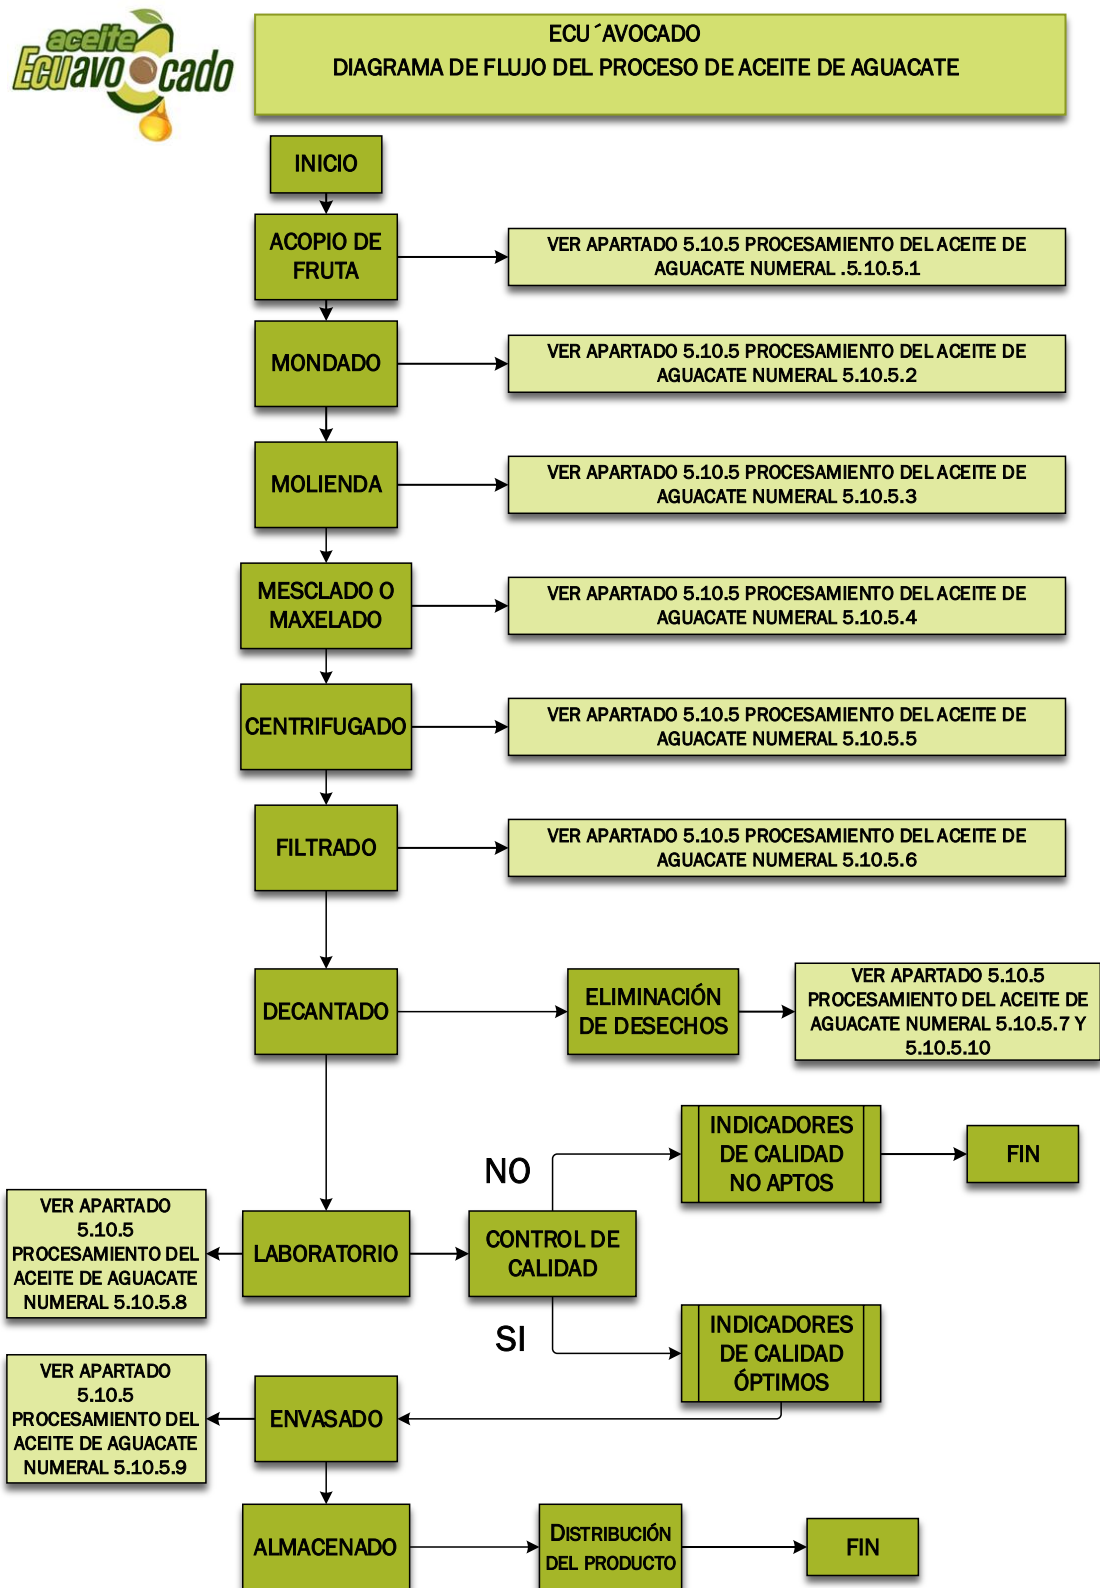 aceite
Ecuavocado
ECU ´AVOCADO
DIAGRAMA DE FLUJO DEL PROCESO DE ACEITE DE AGUACATE
INICIO
ACOPIO DE
FRUTA
VER APARTADO 5.10.5 PROCESAMIENTO DEL ACEITE DE
AGUACATE NUMERAL .5.10.5.1
MONDADO
VER APARTADO 5.10.5 PROCESAMIENTO DEL ACEITE DE
AGUACATE NUMERAL 5.10.5.2
MOLIENDA
VER APARTADO 5.10.5 PROCESAMIENTO DEL ACEITE DE
AGUACATE NUMERAL 5.10.5.3
MESCLADO O
MAXELADO
VER APARTADO 5.10.5 PROCESAMIENTO DEL ACEITE DE
AGUACATE NUMERAL 5.10.5.4
CENTRIFUGADO
VER APARTADO 5.10.5 PROCESAMIENTO DEL ACEITE DE
AGUACATE NUMERAL 5.10.5.5
FILTRADO
VER APARTADO 5.10.5 PROCESAMIENTO DEL ACEITE DE
AGUACATE NUMERAL 5.10.5.6
DECANTADO
ELIMINACIÓN
DE DESECHOS
VER APARTADO 5.10.5
PROCESAMIENTO DEL ACEITE DE
AGUACATE NUMERAL 5.10.5.7 Y
5.10.5.10
INDICADORES
DE CALIDAD
NO APTOS
FIN
NO
VER APARTADO
5.10.5
PROCESAMIENTO DEL
ACEITE DE AGUACATE
NUMERAL 5.10.5.8
LABORATORIO
CONTROL DE
CALIDAD
SI
INDICADORES
DE CALIDAD
ÓPTIMOS
VER APARTADO
5.10.5
PROCESAMIENTO DEL
ACEITE DE AGUACATE
NUMERAL 5.10.5.9
ENVASADO
ALMACENADO
DISTRIBUCIÓN
DEL PRODUCTO
FIN